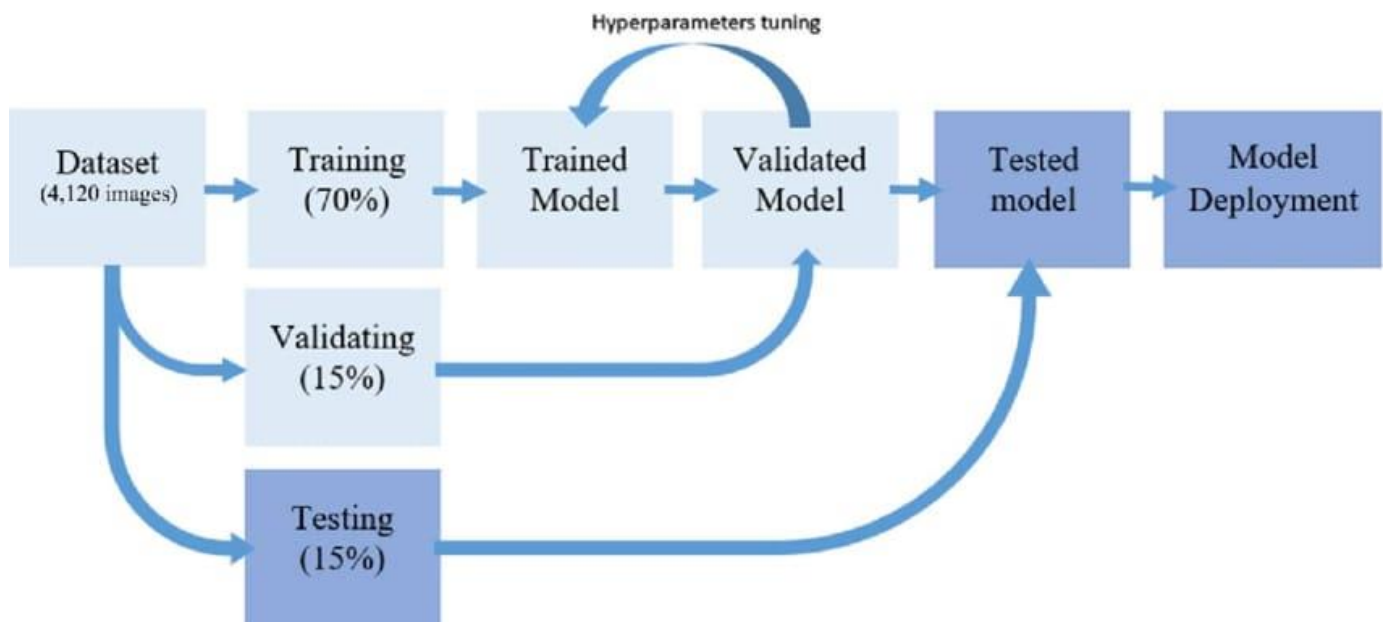 Hyperparameters tuning
Dataset
(4,120 images)
Training
(70%)
Trained
Model
Validated
Model
Tested
model
Model
Deployment
Validating
(15%)
Testing
(15%)